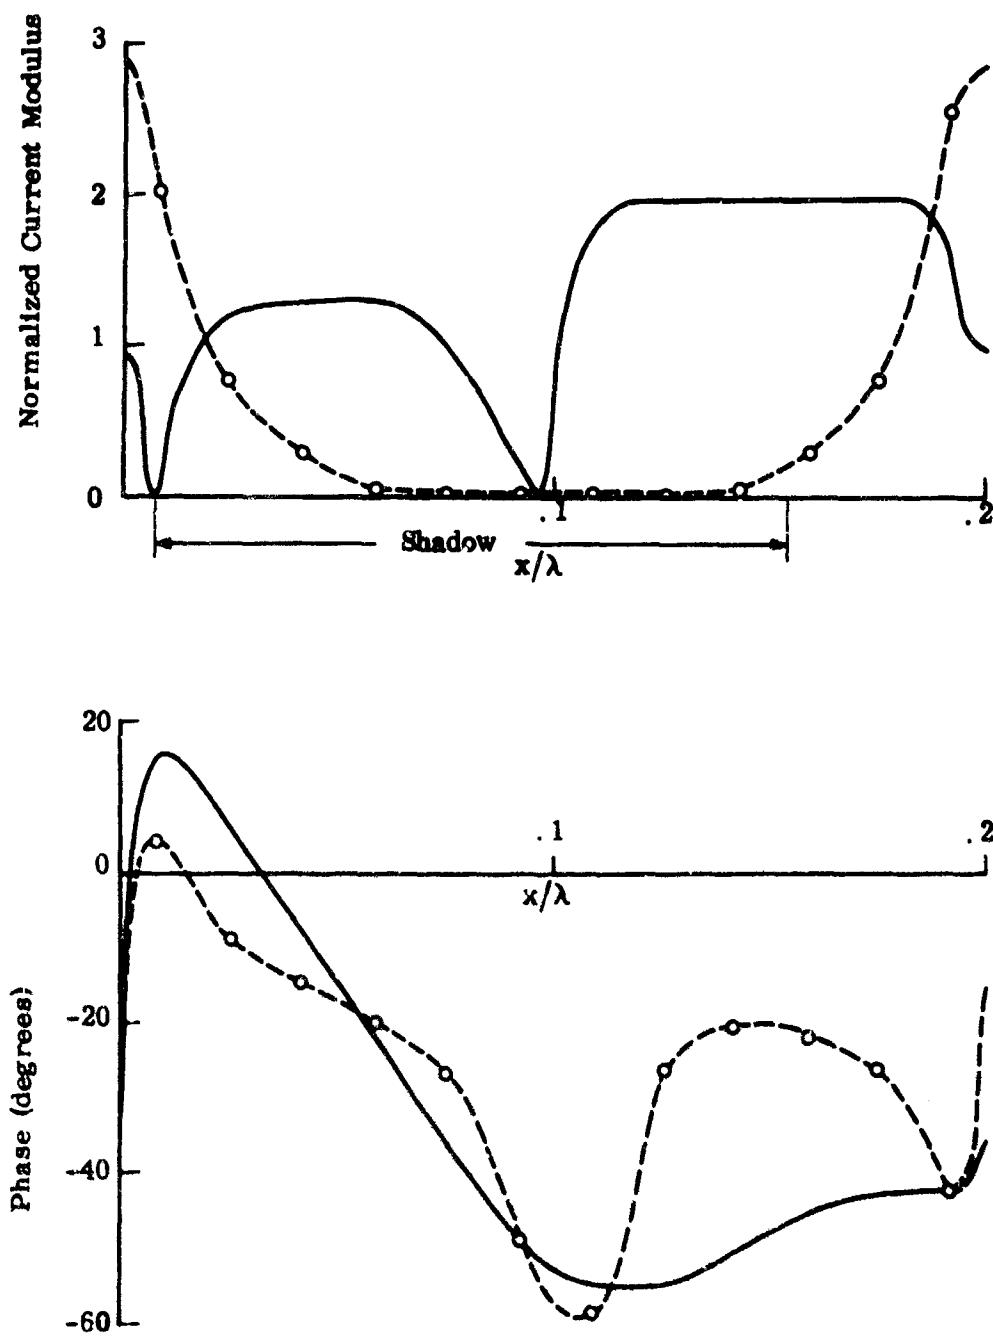 Normalized Current Modulus
3
2
1
0
.1
.2
Shadow
x/λ
20
0
-20
-40
-60
.1
.2
x/λ
Phase (degrees)